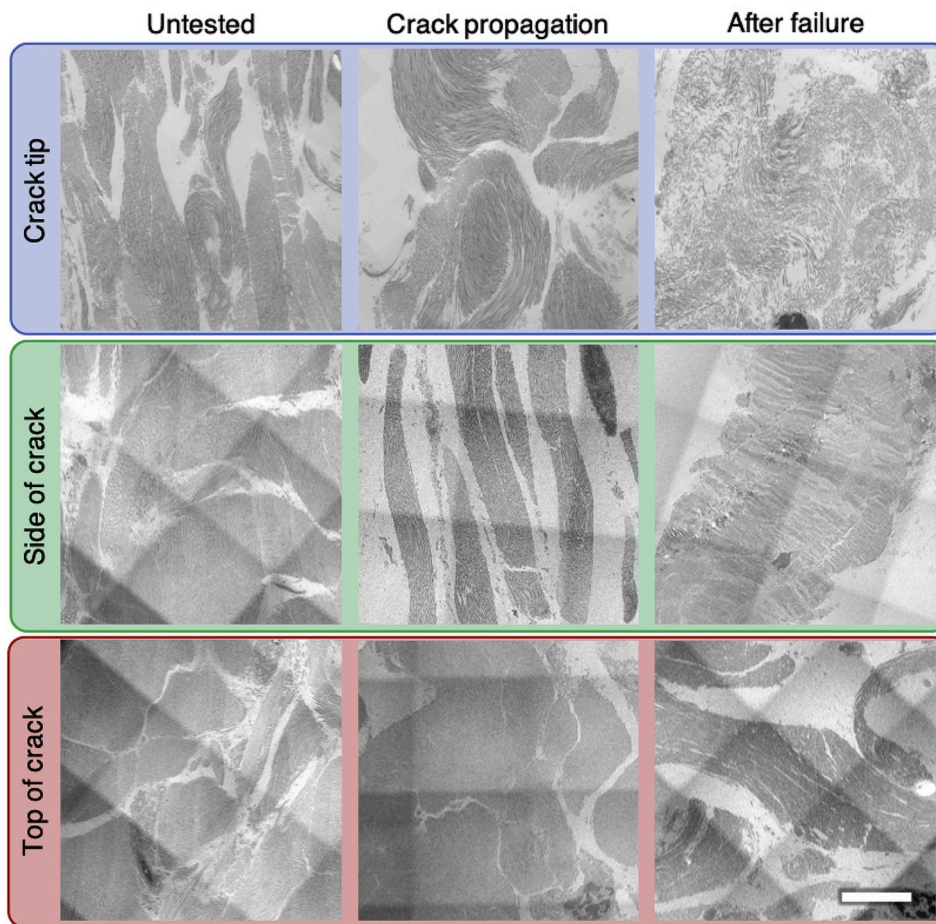 Untested
Crack propagation
After failure
Crack tip
Side of crack
Top of crack